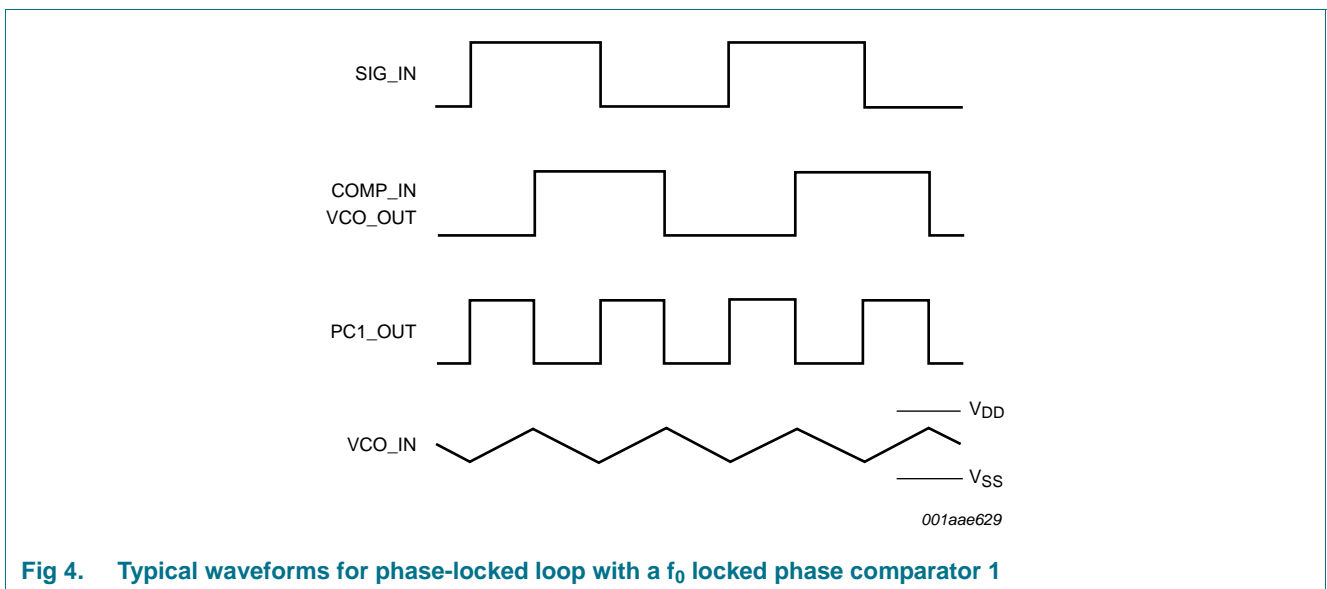 SIG_IN
COMP_IN
VCO_OUT
PC1_OUT
VDD
VCO_IN
VSS
001aae629
Fig 4. Typical waveforms for phase-locked loop with a f0 locked phase comparator 1